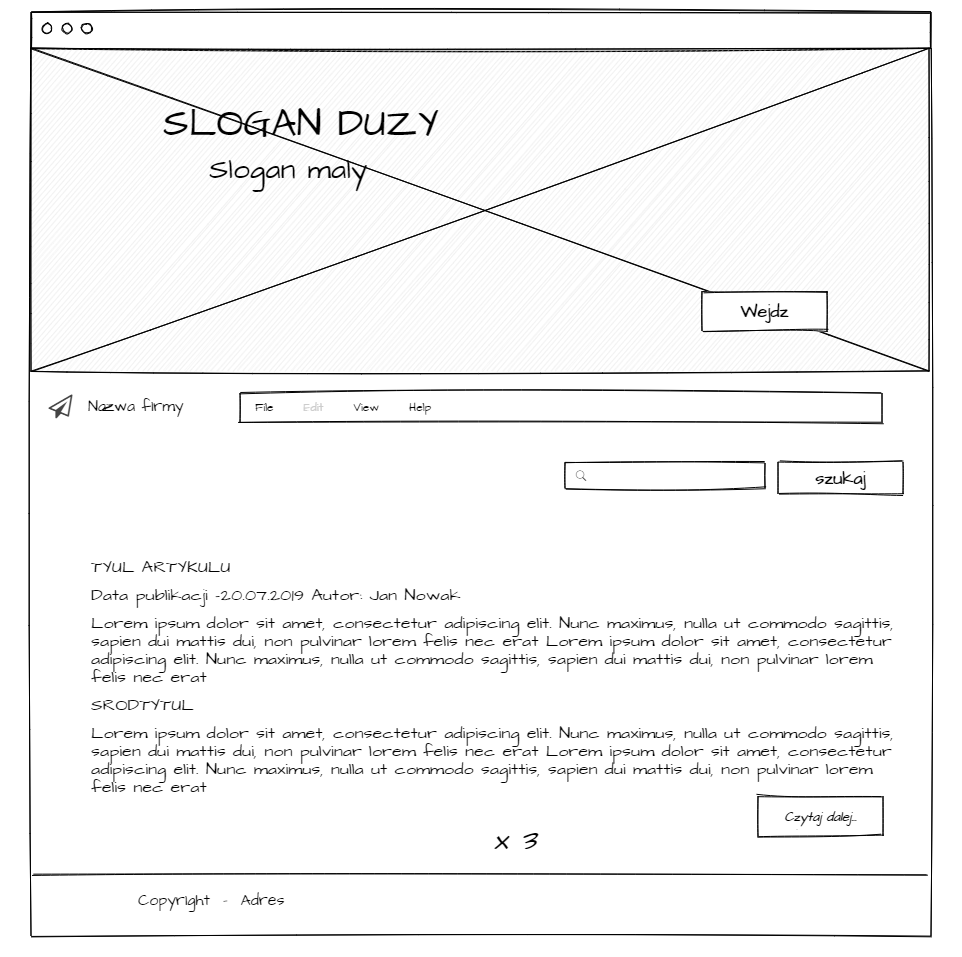 SLOGAN DUZY
Slogan maly
Wejdz
Nazwa firmy
File Edit View Help
szukaj
TYUL ARTYKULU
Data publikacji -20.07.2019 Autor: Jan Nowak
Lorem ipsum dolor sit amet, consectetur adipiscing elit. Nunc maximus, nulla ut commodo sagittis,
sapien dui mattis dui, non pulvinar lorem felis nec erat Lorem ipsum dolor sit amet, consectetur
adipiscing elit. Nunc maximus, nulla ut commodo sagittis, sapien dui mattis dui, non pulvinar lorem
felis nec erat
SRODTYTUL
Lorem ipsum dolor sit amet, consectetur adipiscing elit. Nunc maximus, nulla ut commodo sagittis,
sapien dui mattis dui, non pulvinar lorem felis nec erat Lorem ipsum dolor sit amet, consectetur
adipiscing elit. Nunc maximus, nulla ut commodo sagittis, sapien dui mattis dui, non pulvinar lorem
felis nec erat
Czytaj dalej...
x 3
Copyright - Adres